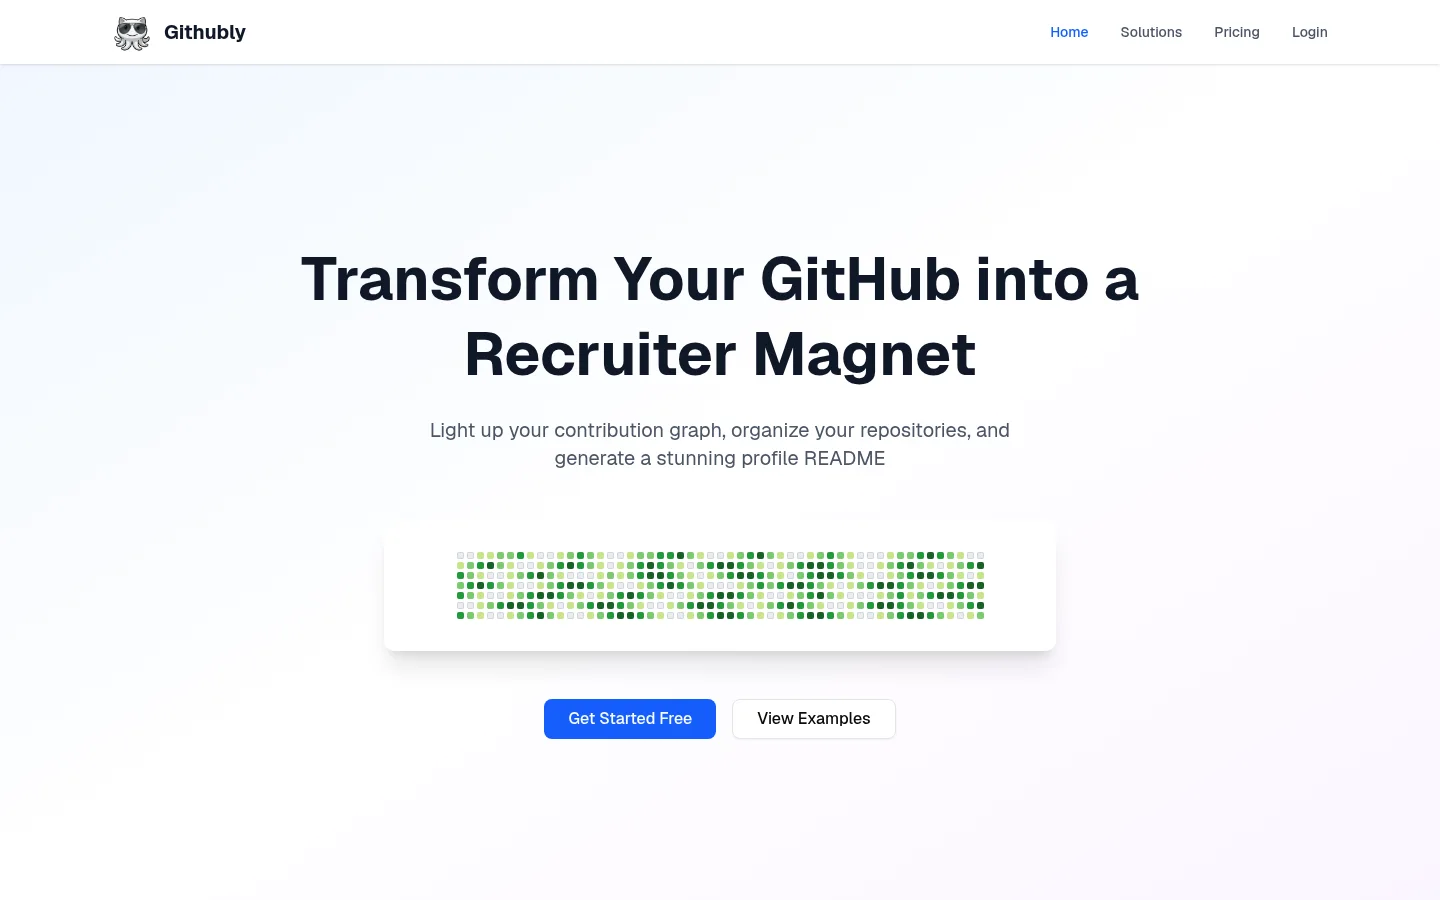 Githubly
Home
Solutions
Pricing
Login
Transform Your GitHub into a
Recruiter Magnet
Light up your contribution graph, organize your repositories, and
generate a stunning profile README
Get Started Free
View Examples